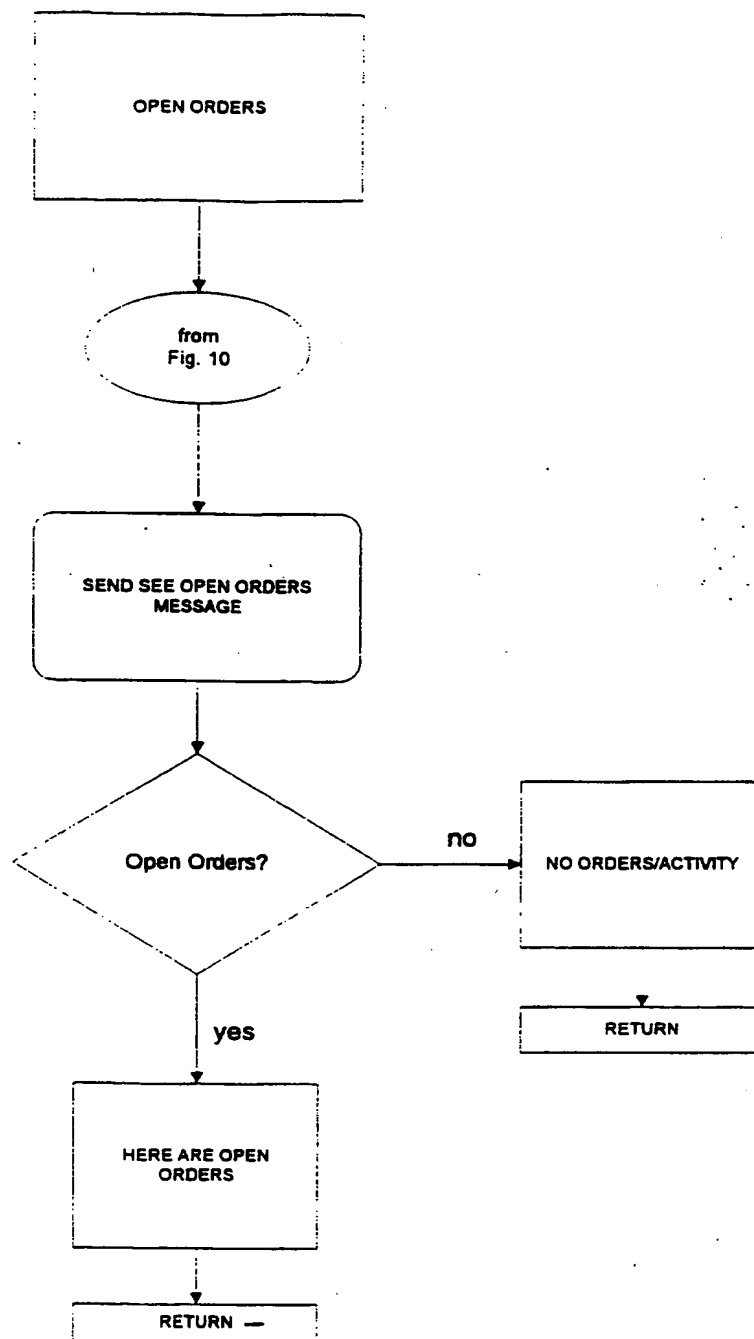 OPEN ORDERS
from
Fig. 10
SEND SEE OPEN ORDERS
MESSAGE
Open Orders?
no
NO ORDERS/ACTIVITY
RETURN
yes
HERE ARE OPEN
ORDERS
RETURN